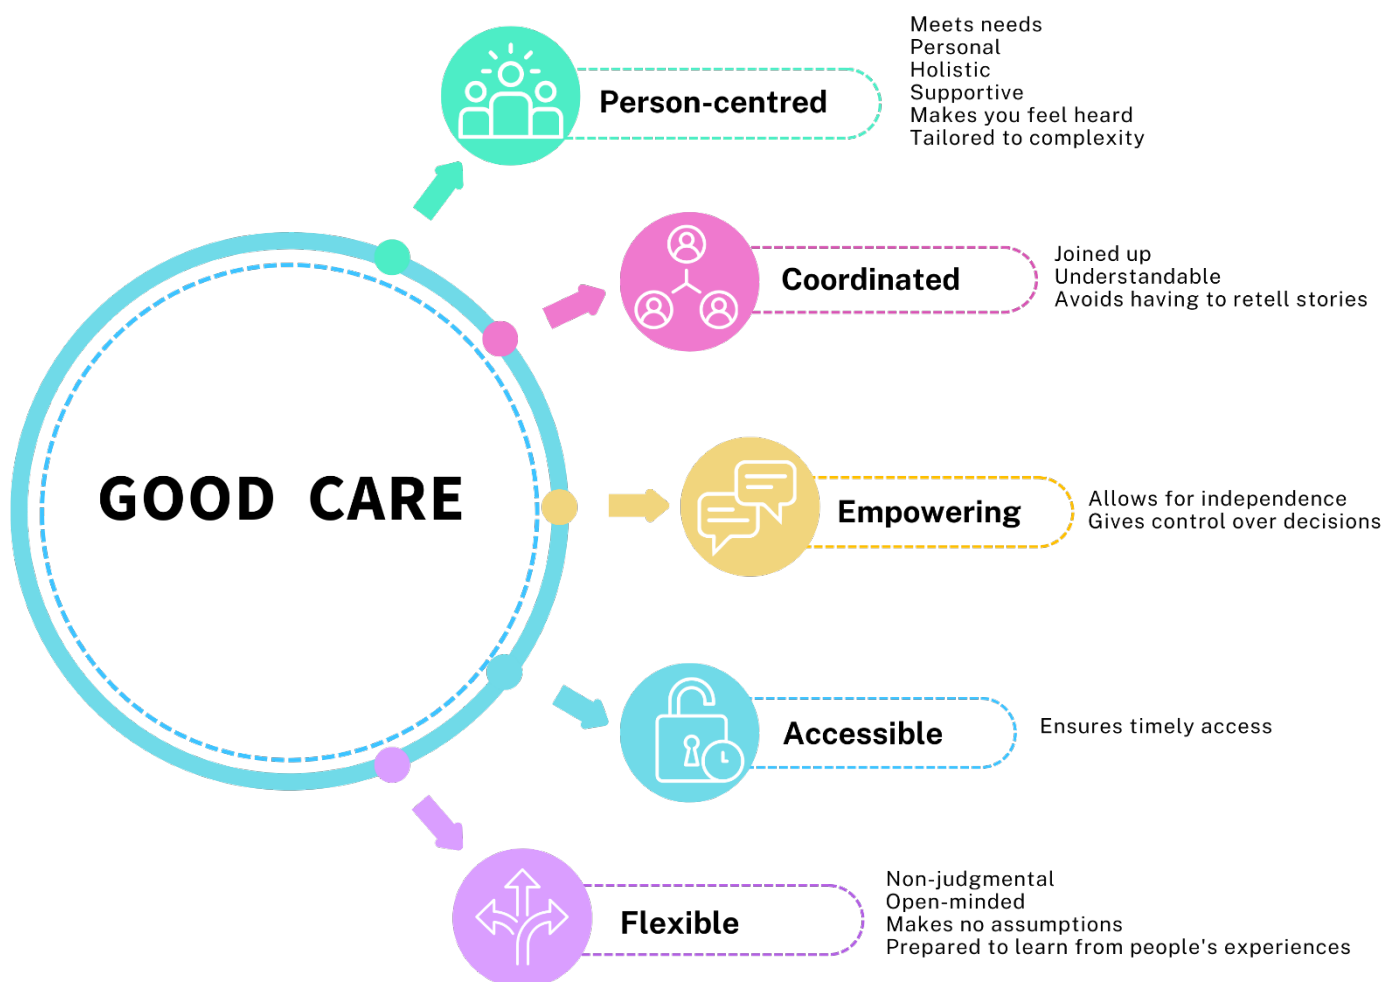 Meets needs
Personal
Holistic
Supportive
Makes you feel heard
Tailored to complexity
Person-centred
Coordinated
Joined up
Understandable
Avoids having to retell stories
GOOD CARE
Empowering
Allows for independence
Gives control over decisions
Accessible
Ensures timely access
Flexible
Non-judgmental
Open-minded
Makes no assumptions
Prepared to learn from people's experiences